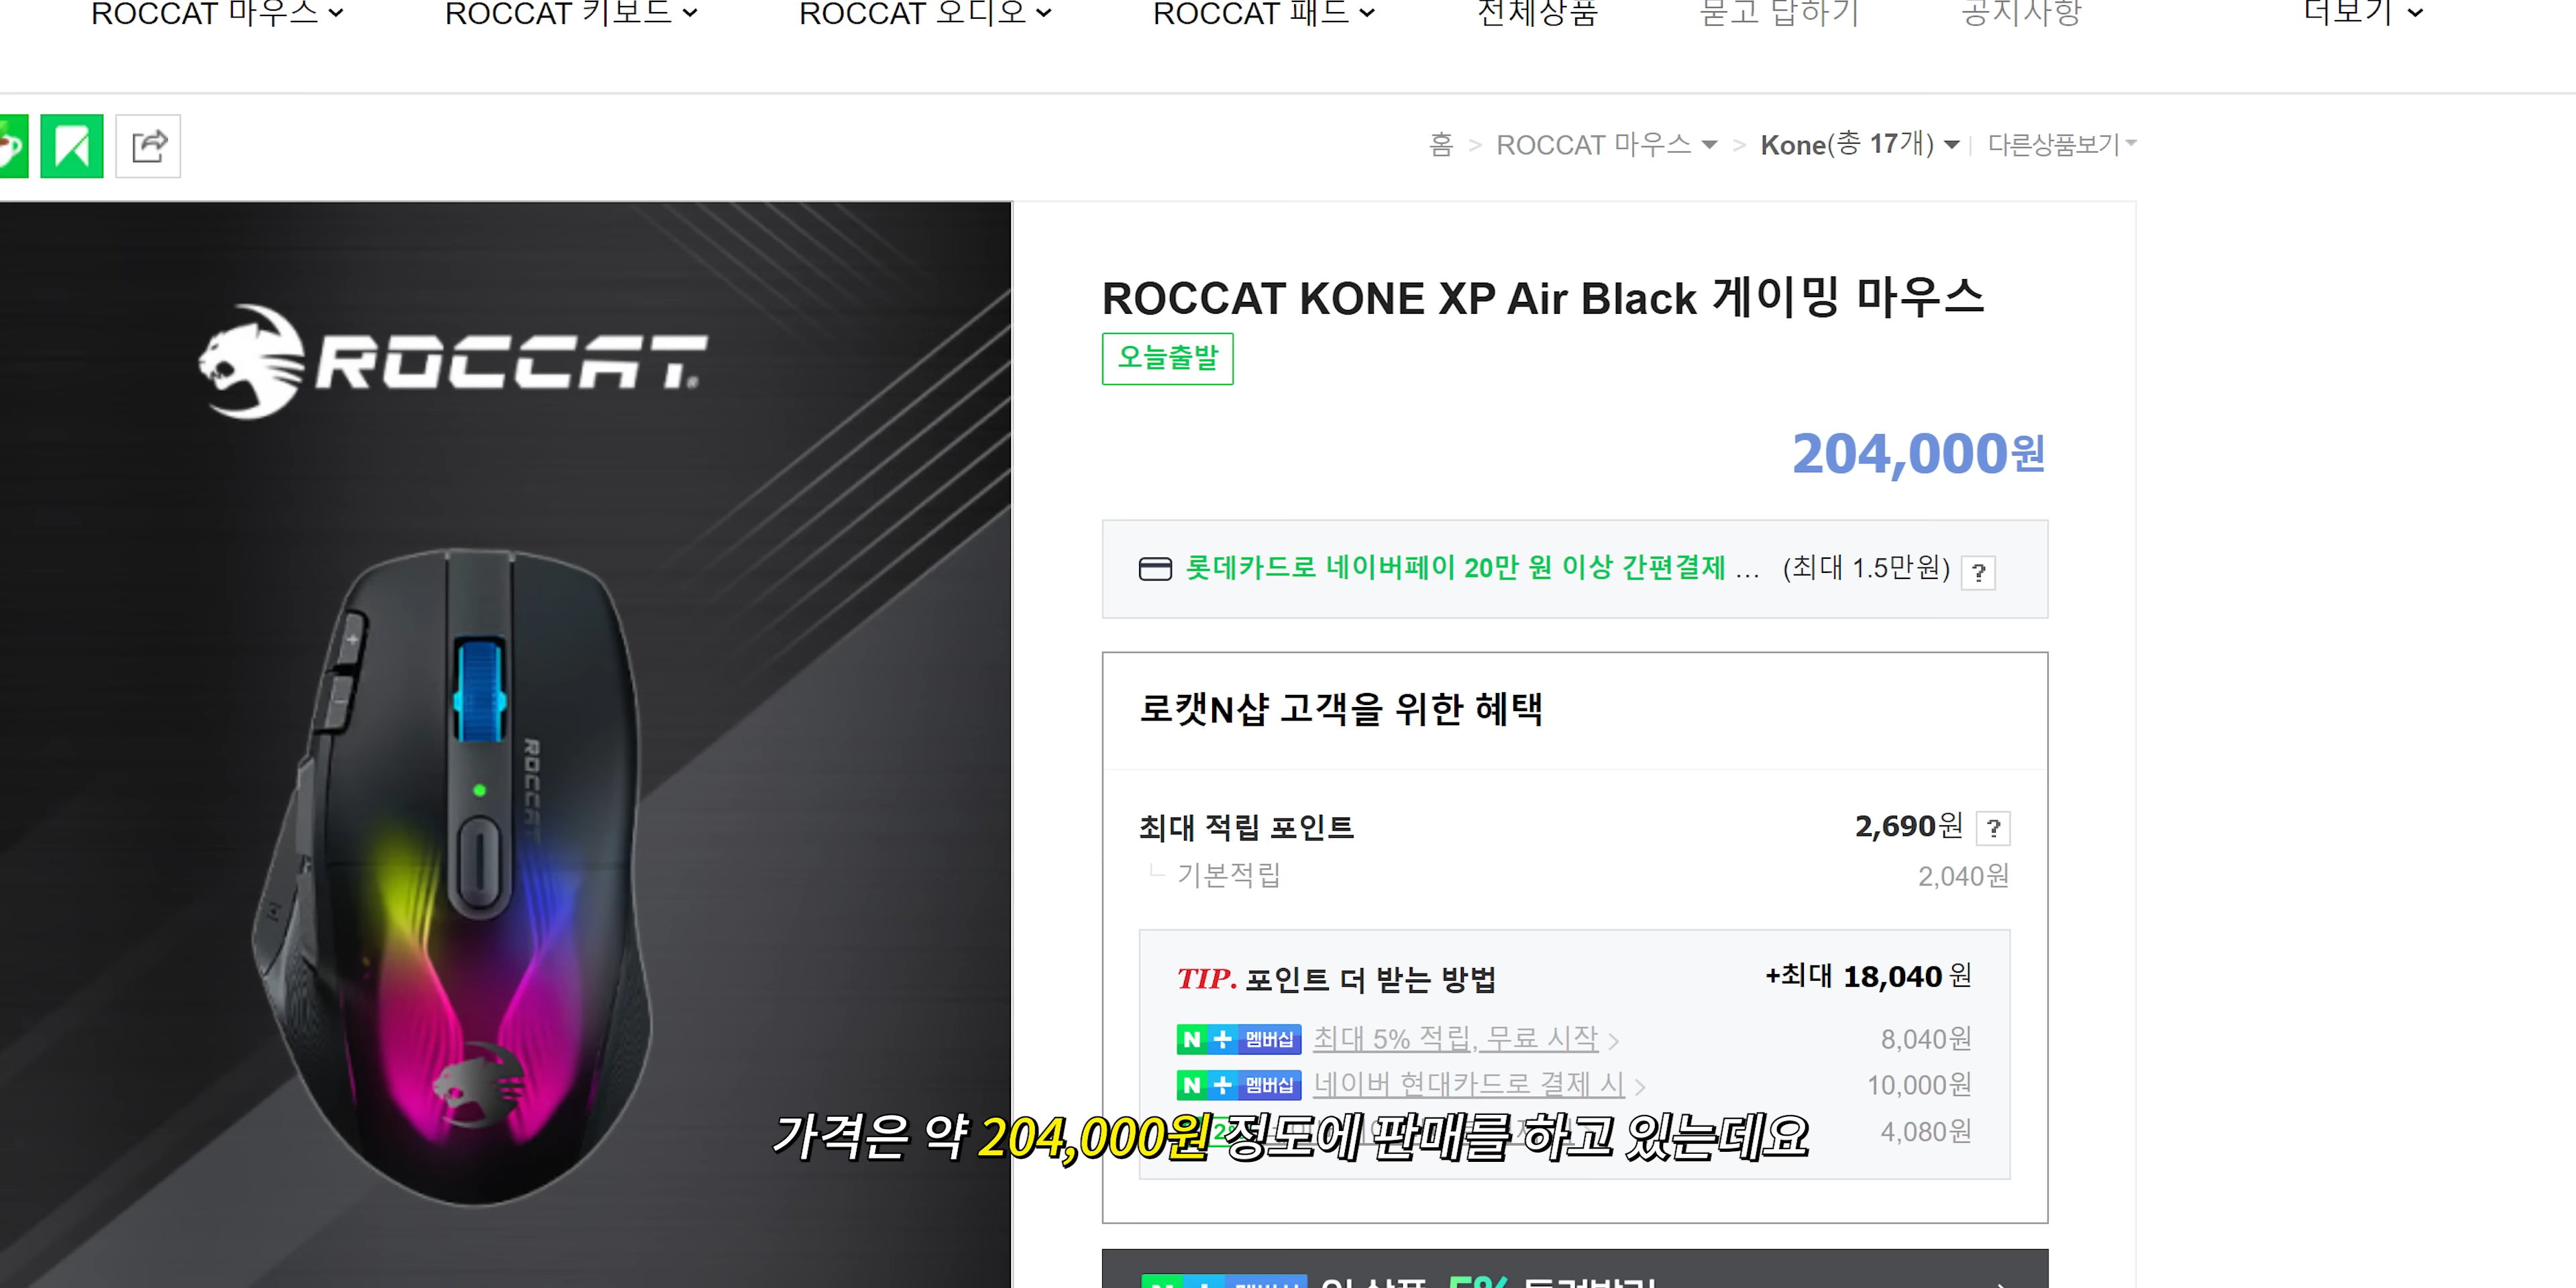 ROCCAT 마우스 ROCCAT 키보드 ROCCAT 오디오 ROCCAT 패드 전체상품 묻고 답하기 공지사항 더보기
홈 > ROCCAT 마우스 > Kone(총 17개) 다른상품보기
ROCCAT
ROCCAT
ROCCAT KONE XP Air Black 게이밍 마우스
오늘출발
204,000원
롯데카드로 네이버페이 20만 원 이상 간편결제 ... (최대 1.5만원) ?
로캣N샵 고객을 위한 혜택
최대 적립 포인트 2,690원 ?
기본적립 2,040원
TIP. 포인트 더 받는 방법 +최대 18,040 원
N + 멤버십 최대 5% 적립, 무료 시작 > 8,040원
N + 멤버십 네이버 현대카드로 결제 시 > 10,000원
4,080원
가격은 약 204,000원 정도에 판매를 하고 있는데요
N + 멤버십 5%